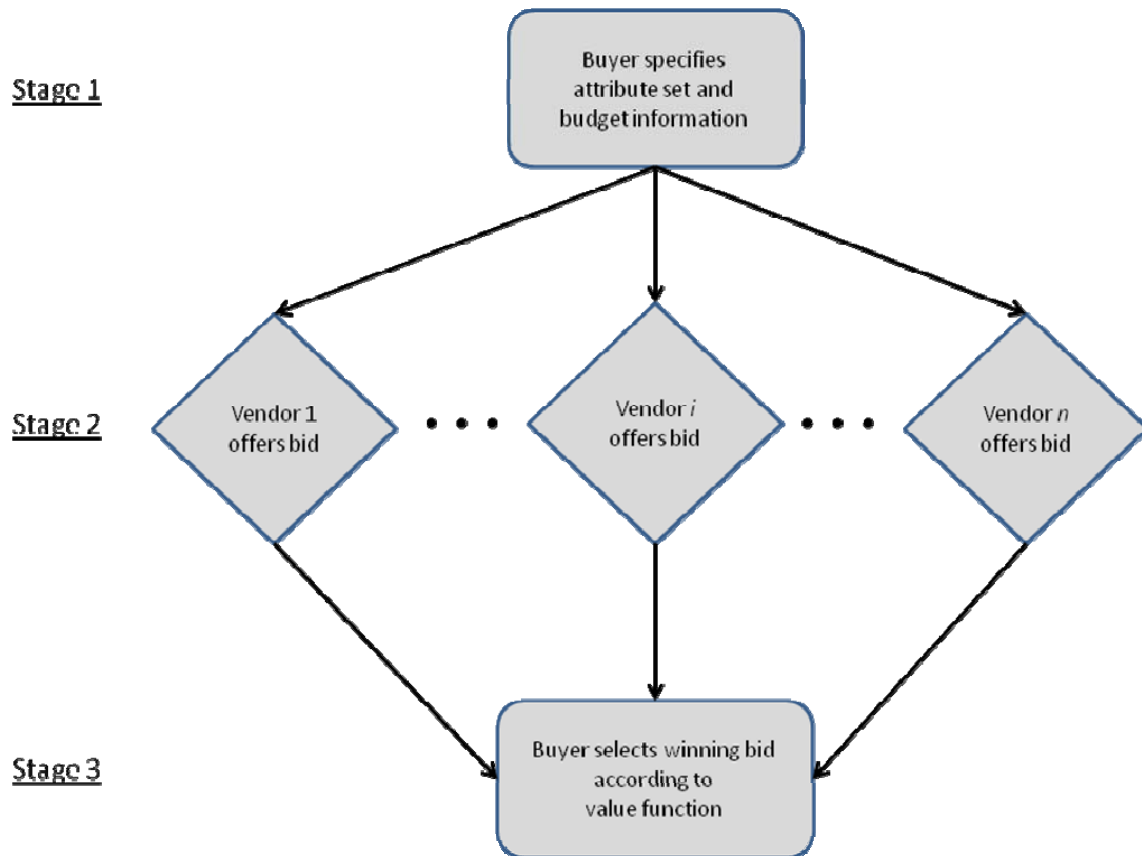 Stage 1
Buyer specifies
attribute set and
budget information
Stage 2
Vendor 1
offers bid
Vendor i
offers bid
Vendor n
offers bid
Stage 3
Buyer selects winning bid
according to
value function